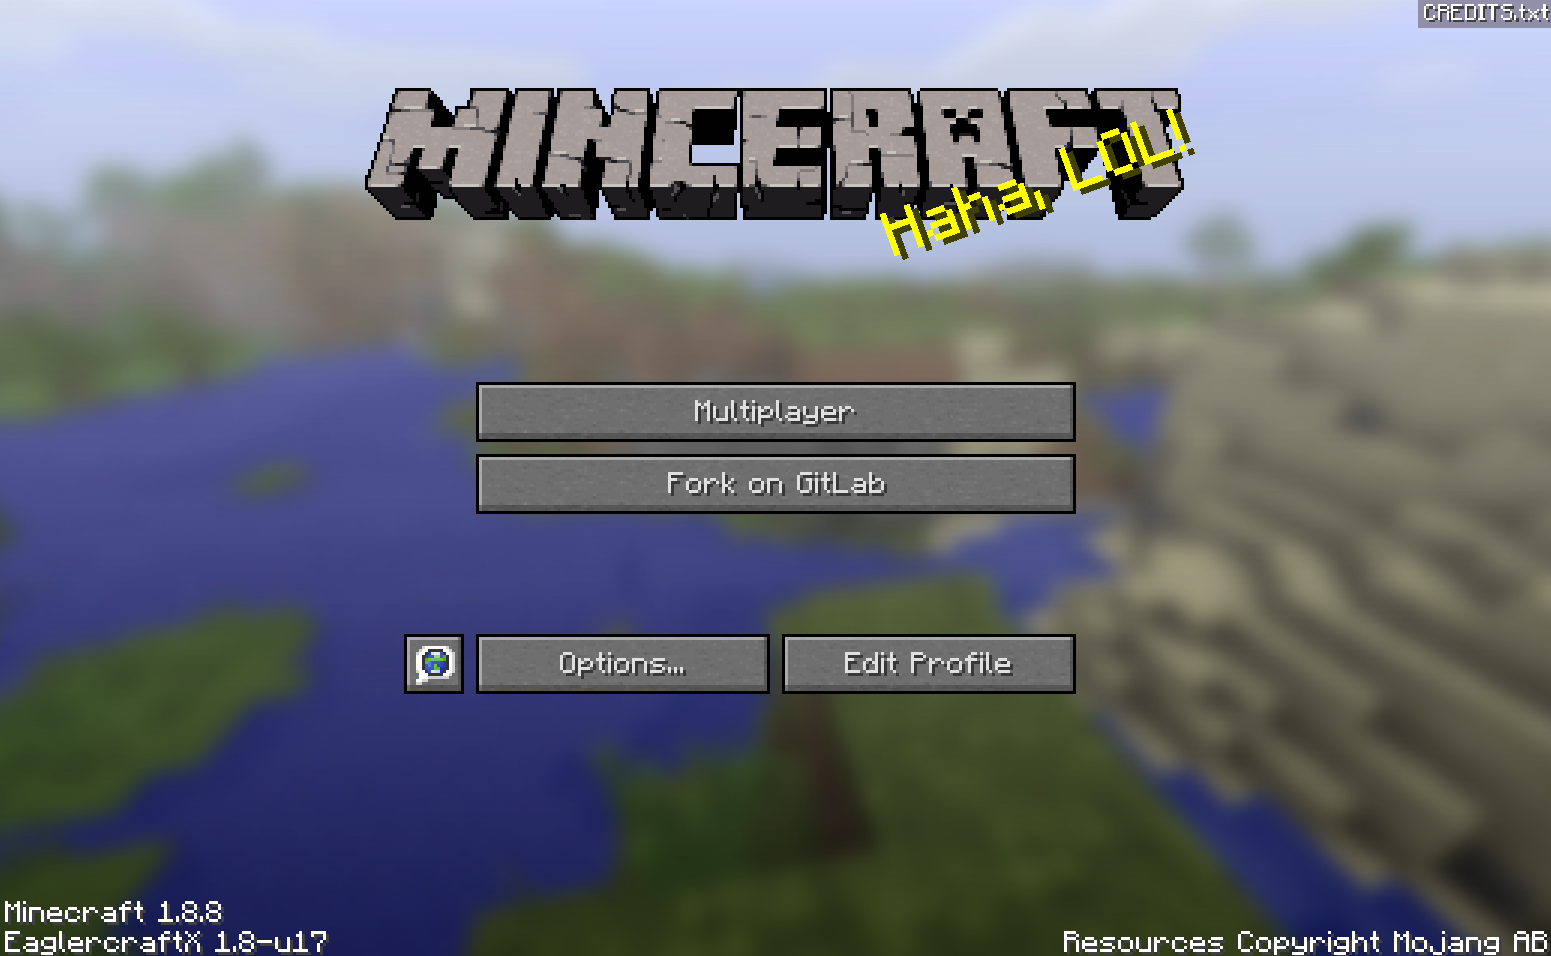 CREDITS.txt
MINCERAFT
Haha, LOL!
Multiplayer
Fork on GitLab
Options...
Edit Profile
Minecraft 1.8.8
EaglercraftX 1.8-u17
Resources Copyright Mojang AB